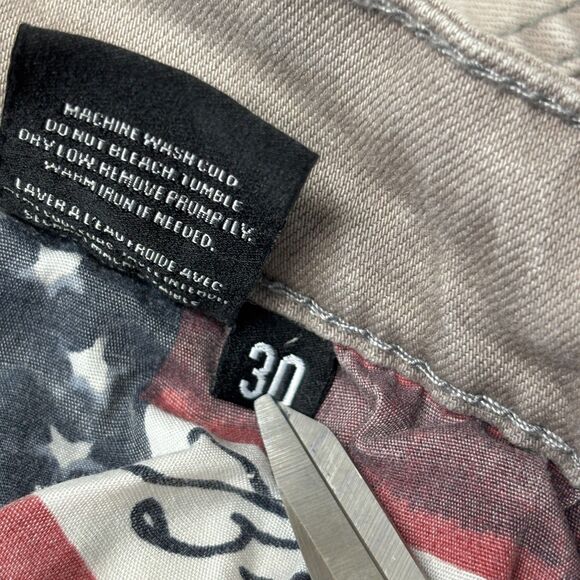 MACHINE WASH COLD
DO NOT BLEACH. TUMBLE
DRY LOW. REMOVE PROMPTLY.
WARM IRON IF NEEDED.
LAVER À L'EAU FROIDE AVEC
30